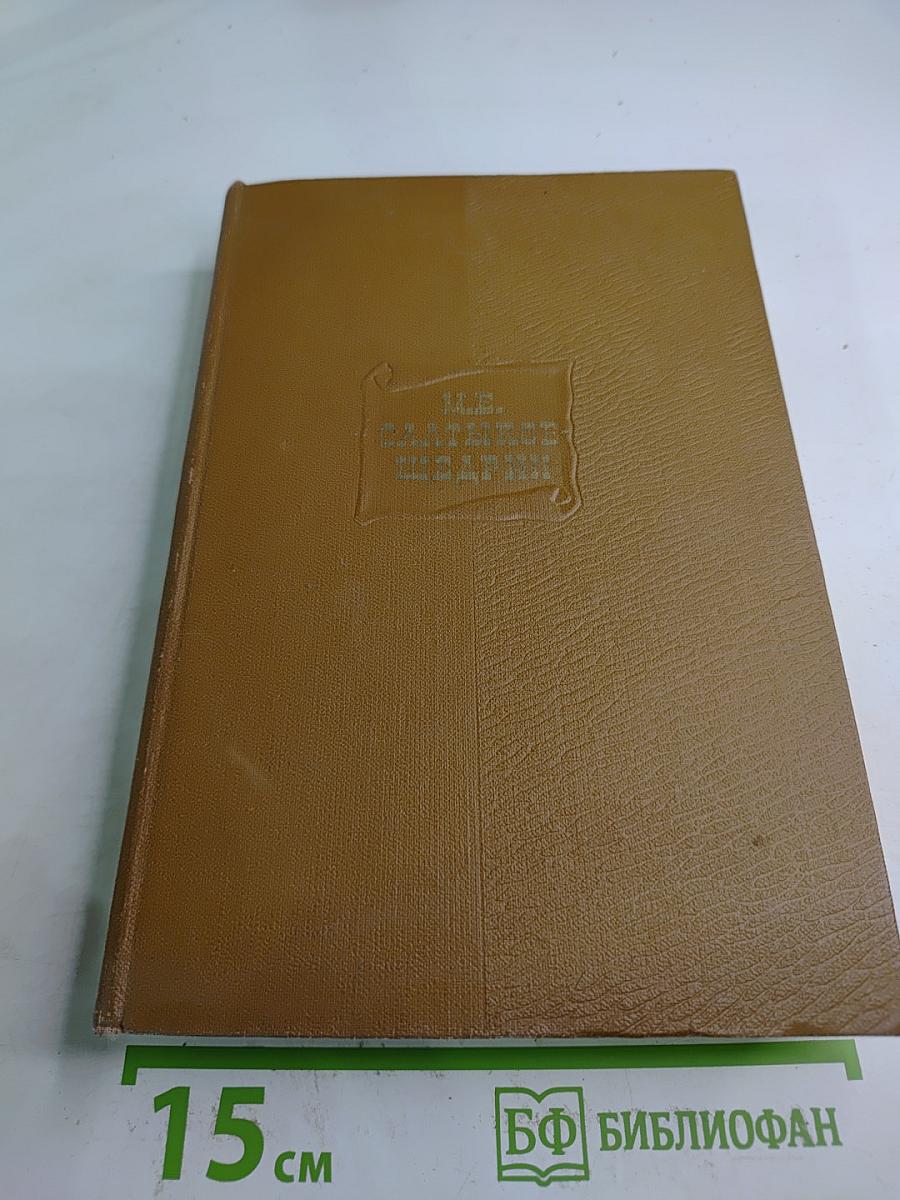 М.Е.
САЛТЫКОВ-
ЩЕДРИН
15 см
БФ БИБЛИОФАН